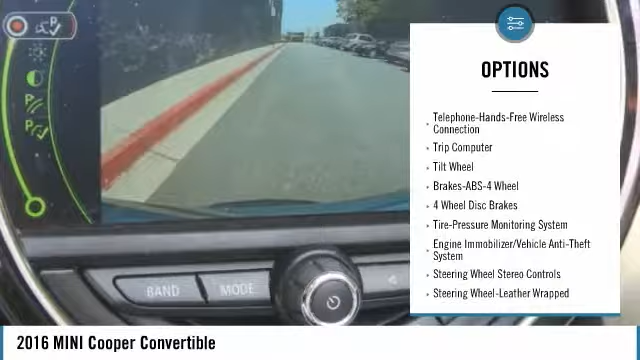 P
P
P
BAND
MODE
OPTIONS
Telephone-Hands-Free Wireless
Connection
Trip Computer
Tilt Wheel
Brakes-ABS-4 Wheel
4 Wheel Disc Brakes
Tire-Pressure Monitoring System
Engine Immobilizer/Vehicle Anti-Theft
System
Steering Wheel Stereo Controls
Steering Wheel-Leather Wrapped
2016 MINI Cooper Convertible